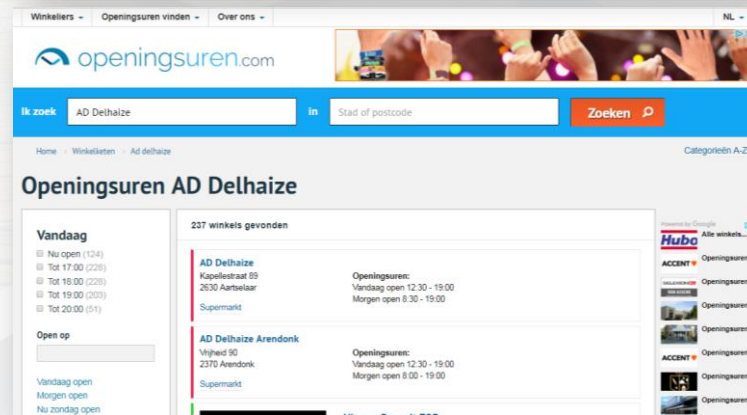 Winkeliers Openingsuren vinden Over ons NL
openingsuren.com
Ik zoek AD Delhaize in Stad of postcode Zoeken
Home Winkelketen Ad delhaize Categorieën A-Z
Openingsuren AD Delhaize
Vandaag
Nu open (124)
Tot 17:00 (228)
Tot 18:00 (228)
Tot 19:00 (203)
Tot 20:00 (51)
Open op
Vandaag open
Morgen open
Nu zondag open
237 winkels gevonden
AD Delhaize
Kapellestraat 89
2630 Aartselaar
Supermarkt
Openingsuren:
Vandaag open 12:30 - 19:00
Morgen open 8:30 - 19:00
AD Delhaize Arendonk
Vrijheid 90
2370 Arendonk
Supermarkt
Openingsuren:
Vandaag open 12:30 - 19:00
Morgen open 8:00 - 19:00
Powered by Google
Hubo Alle winkels...
ACCENT Openingsuren
Openingsuren
Openingsuren
Openingsuren
ACCENT Openingsuren
Openingsuren
Openingsuren